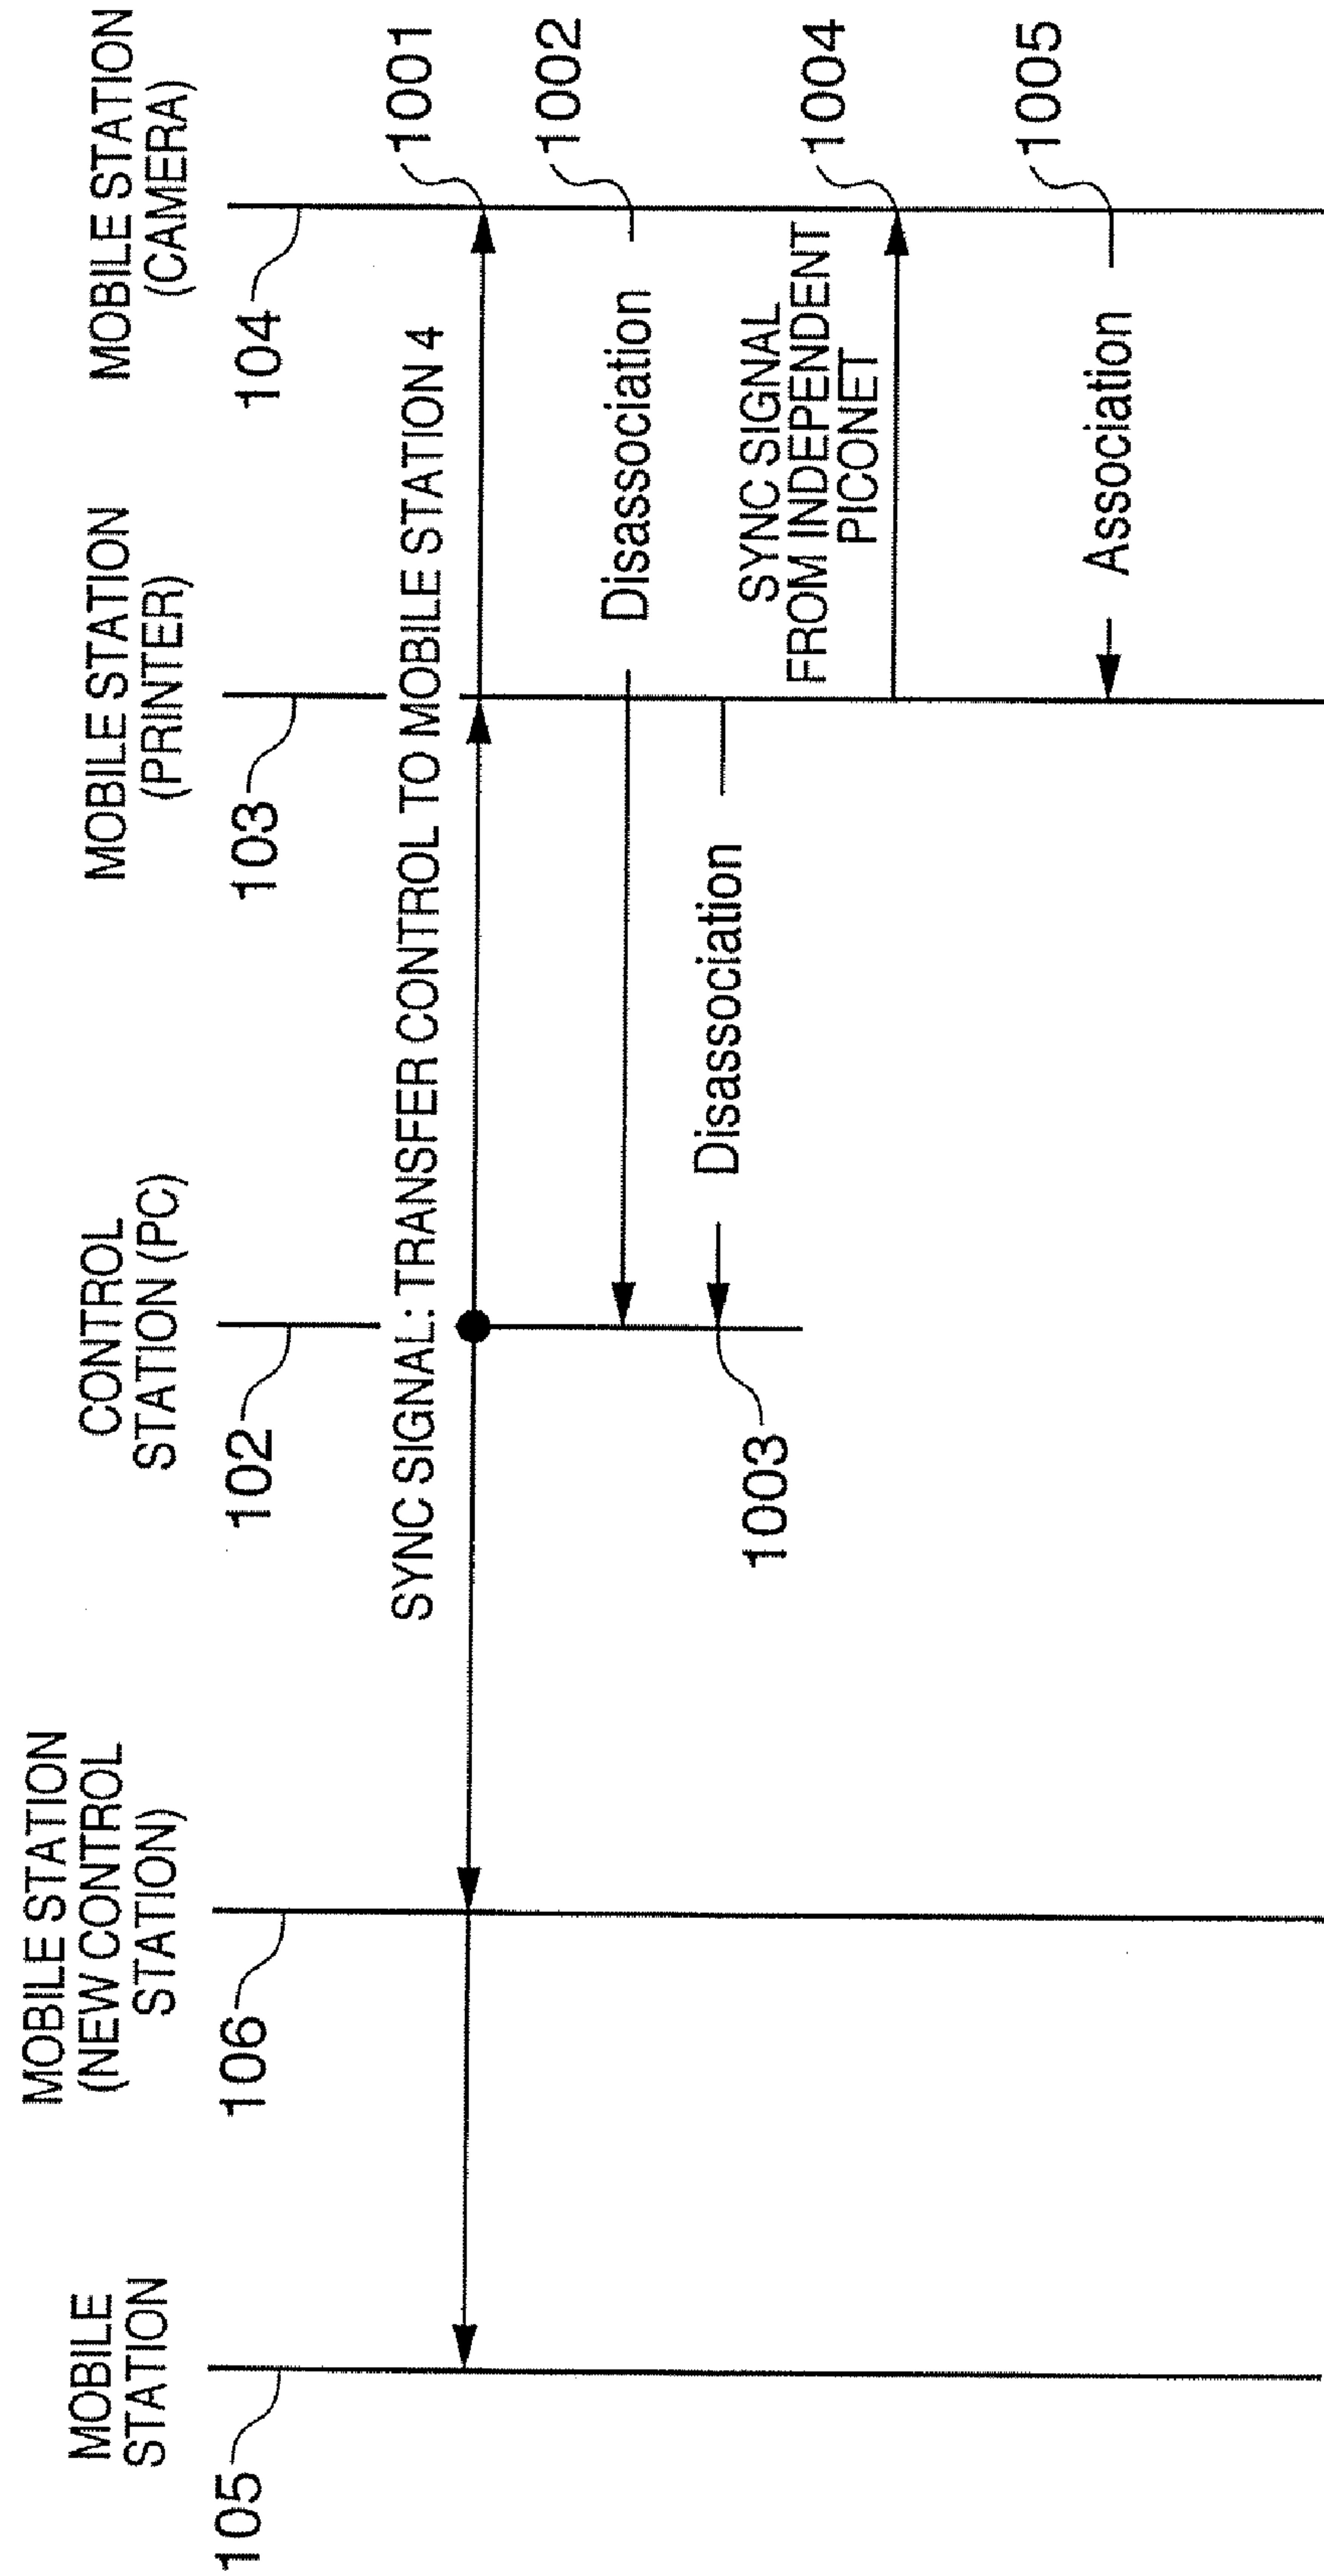 MOBILE
STATION
105
MOBILE STATION
(NEW CONTROL
STATION)
106
CONTROL
STATION (PC)
102
MOBILE STATION
(PRINTER)
103
MOBILE STATION
(CAMERA)
104
SYNC SIGNAL: TRANSFER CONTROL TO MOBILE STATION 4
1001
Disassociation
1002
Disassociation
1003
SYNC SIGNAL
FROM INDEPENDENT
PICONET
1004
Association
1005